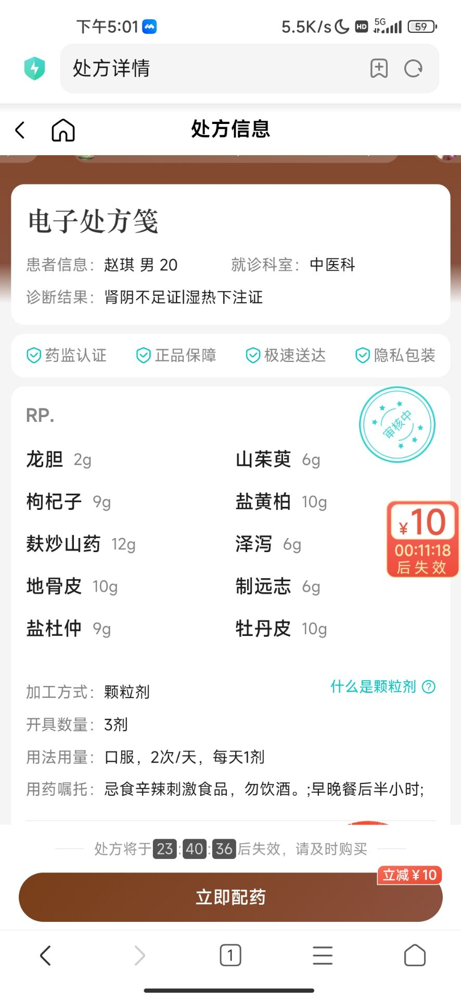 下午5:01 5.5K/s HD 5G 59
处方详情
处方信息
电子处方笺
患者信息： 赵琪 男 20 就诊科室： 中医科
诊断结果： 肾阴不足证|湿热下注证
药监认证 正品保障 极速送达 隐私包装
RP.
审核中
龙胆 2g 山茱萸 6g
枸杞子 9g 盐黄柏 10g
麸炒山药 12g 泽泻 6g
地骨皮 10g 制远志 6g
盐杜仲 9g 牡丹皮 10g
¥10
00:11:18
后失效
加工方式： 颗粒剂 什么是颗粒剂 ?
开具数量： 3剂
用法用量： 口服，2次/天，每天1剂
用药嘱托： 忌食辛辣刺激食品，勿饮酒。;早晚餐后半小时;
处方将于23:40:36后失效，请及时购买
立减¥10
立即配药
1